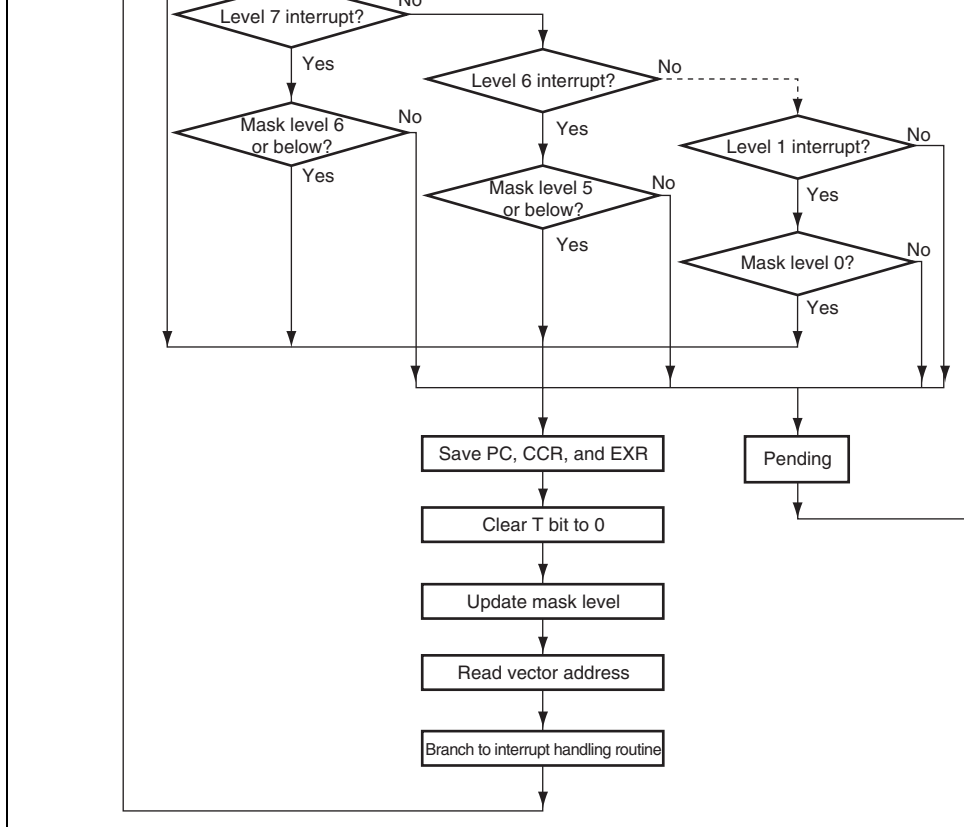 No
Level 7 interrupt?
Yes
No
Level 6 interrupt?
Mask level 6
or below?
No
Yes
Level 1 interrupt?
No
Yes
Mask level 5
or below?
No
Yes
Yes
Mask level 0?
No
Yes
Save PC, CCR, and EXR
Pending
Clear T bit to 0
Update mask level
Read vector address
Branch to interrupt handling routine